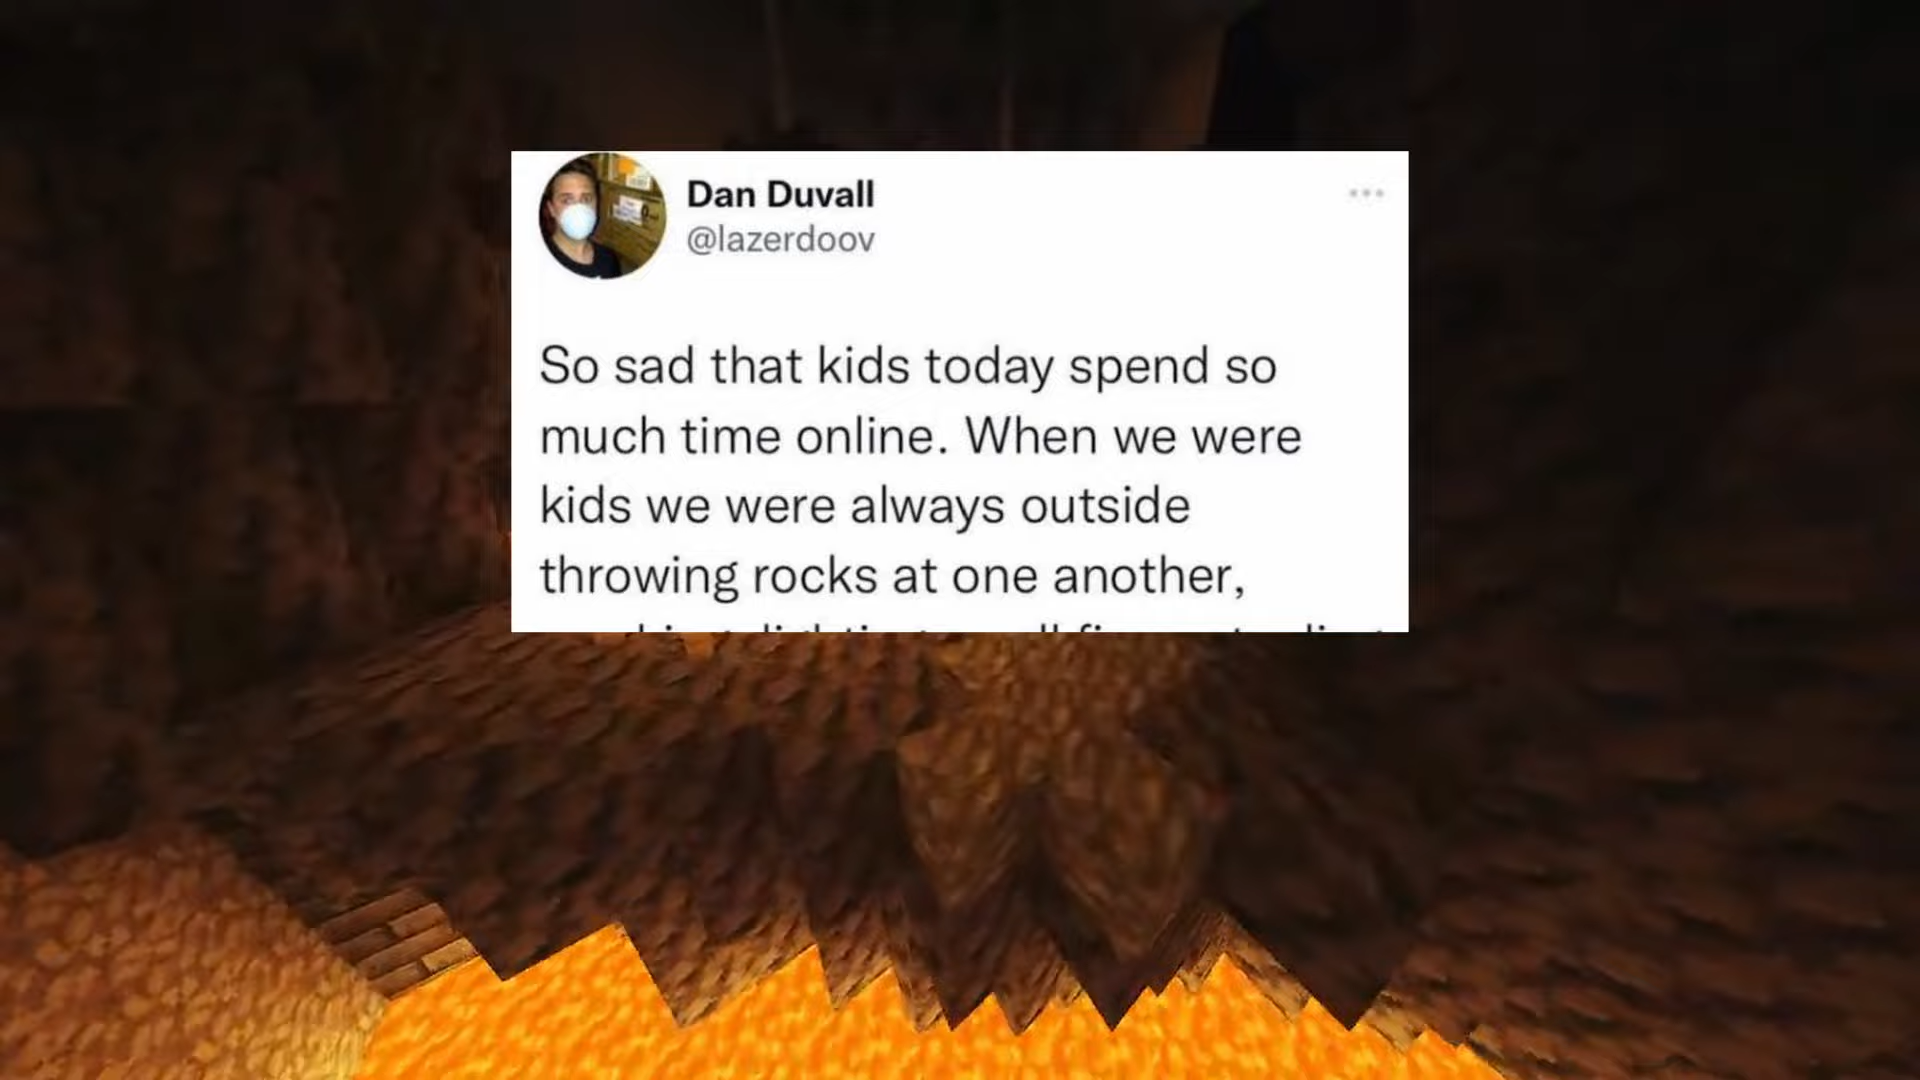 Dan Duvall
@lazerdoov
So sad that kids today spend so
much time online. When we were
kids we were always outside
throwing rocks at one another,